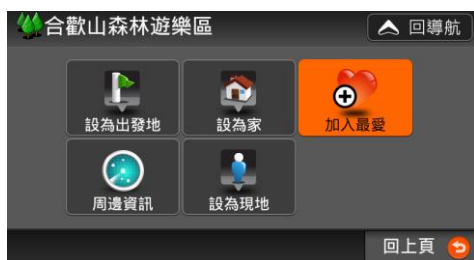 合歡山森林遊樂區
回導航
設為出發地
設為家
加入最愛
周邊資訊
設為現地
回上頁